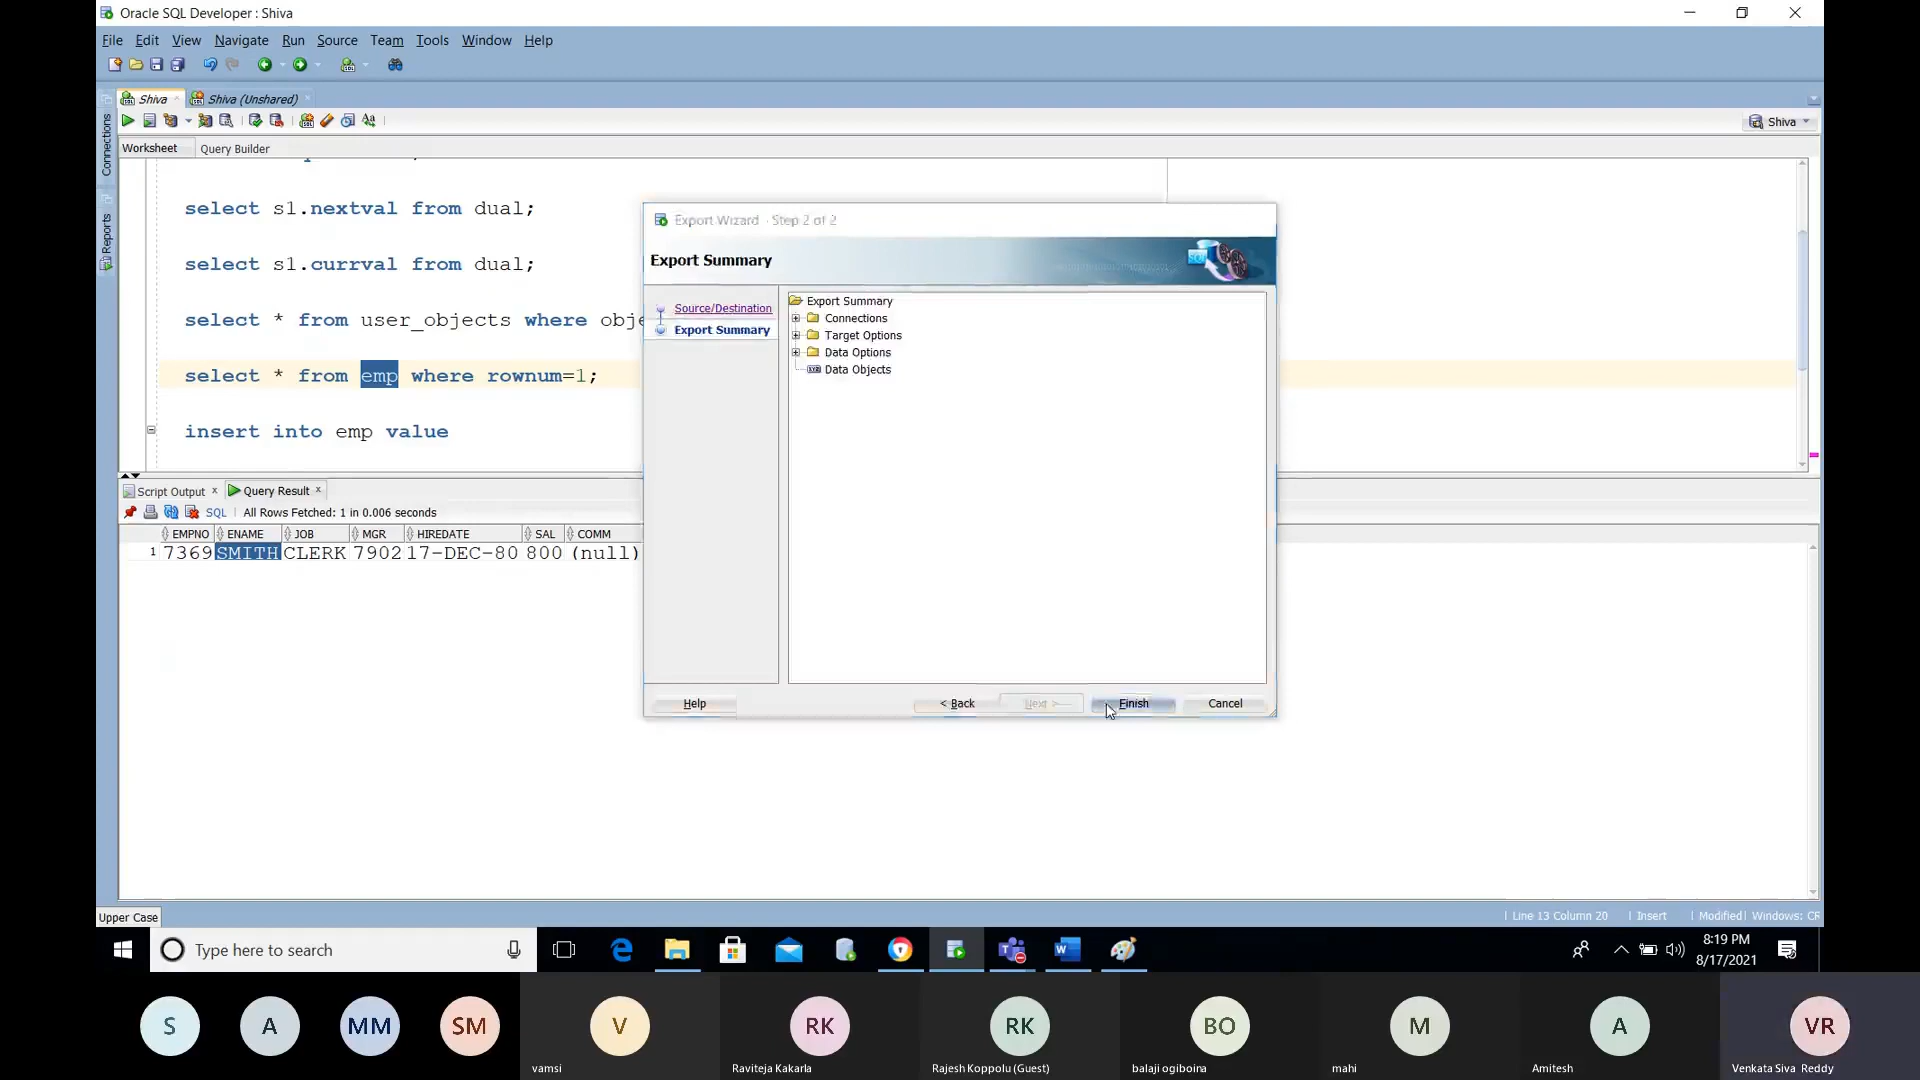 Oracle SQL Developer : Shiva
File Edit View Navigate Run Source Team Tools Window Help
Shiva Shiva (Unshared)
Shiva
Connections
Reports
Worksheet Query Builder
select s1.nextval from dual;
select s1.currval from dual;
select * from user_objects where obje
select * from emp where rownum=1;
insert into emp value
Export Wizard - Step 2 of 2
Export Summary
Source/Destination
Export Summary
Export Summary
Connections
Target Options
Data Options
Data Objects
Help < Back Next > Finish Cancel
Script Output Query Result
SQL | All Rows Fetched: 1 in 0.006 seconds
EMPNO ENAME JOB MGR HIREDATE SAL COMM
1 7369 SMITH CLERK 7902 17-DEC-80 800 (null)
Upper Case
Line 13 Column 20 | Insert | Modified | Windows: CR
Type here to search
8:19 PM
8/17/2021
S A MM SM V RK RK BO M A VR
vamsi Raviteja Kakarla Rajesh Koppolu (Guest) balaji ogiboina mahi Amitesh Venkata Siva Reddy